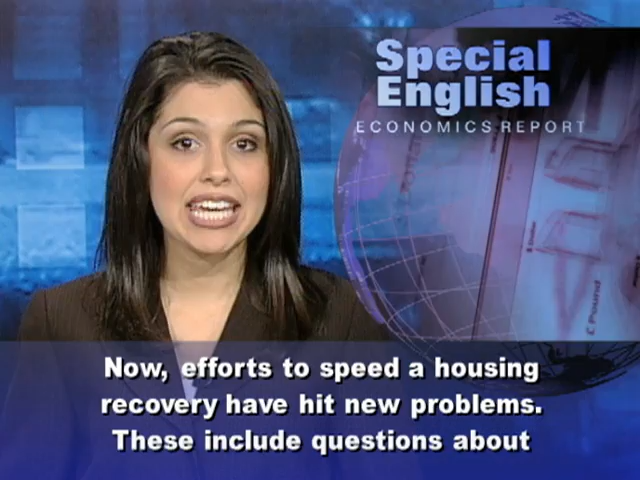 Special
English
ECONOMICS REPORT
Now, efforts to speed a housing
recovery have hit new problems.
These include questions about